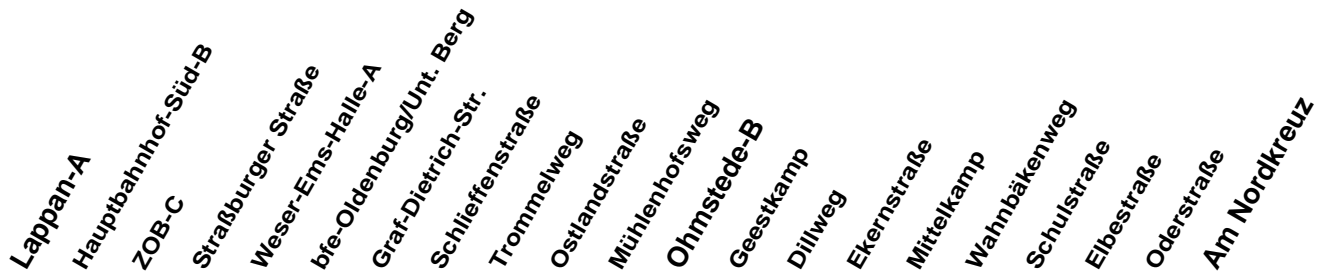 Lappan-A
Hauptbahnhof-Süd-B
ZOB-C
Straßburger Straße
Weser-Ems-Halle-A
bfe-Oldenburg/Unt. Berg
Graf-Dietrich-Str.
Schlieffenstraße
Trommelweg
Ostlandstraße
Mühlenhofsweg
Ohmstede-B
Geestkamp
Dillweg
Ekernstraße
Mittelkamp
Wahnbäkenweg
Schulstraße
Elbestraße
Oderstraße
Am Nordkreuz